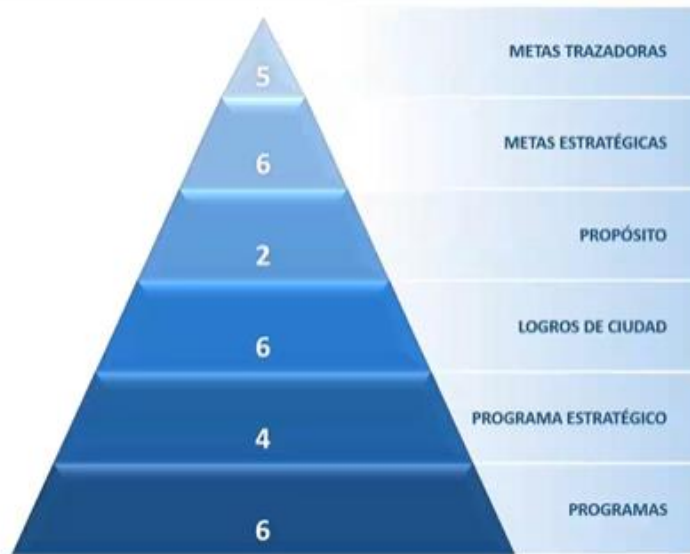 5
METAS TRAZADORAS
6
METAS ESTRATÉGICAS
2
PROPÓSITO
6
LOGROS DE CIUDAD
4
PROGRAMA ESTRATÉGICO
6
PROGRAMAS